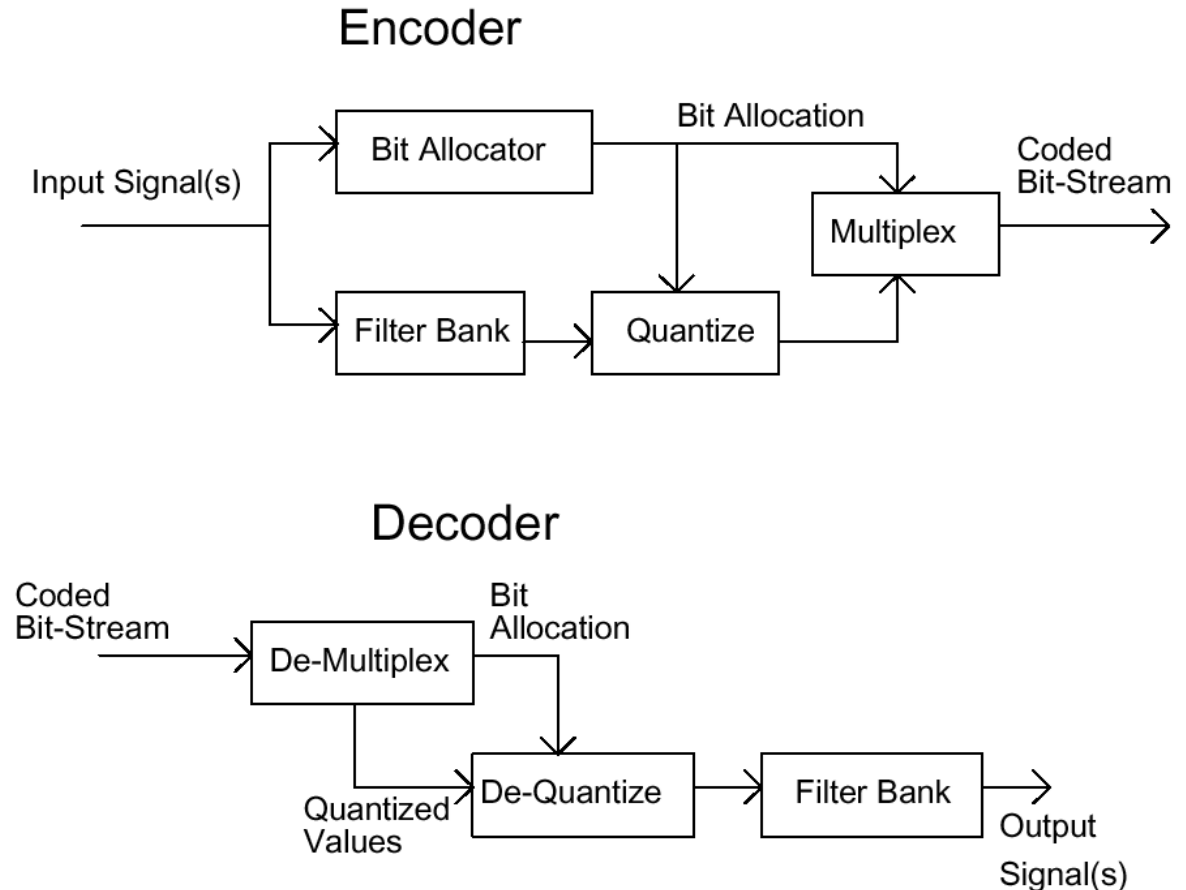 Encoder
Bit Allocation
Bit Allocator
Coded
Bit-Stream
Input Signal(s)
Multiplex
Filter Bank
Quantize
Decoder
Coded
Bit-Stream
Bit
Allocation
De-Multiplex
De-Quantize
Filter Bank
Quantized
Values
Output
Signal(s)